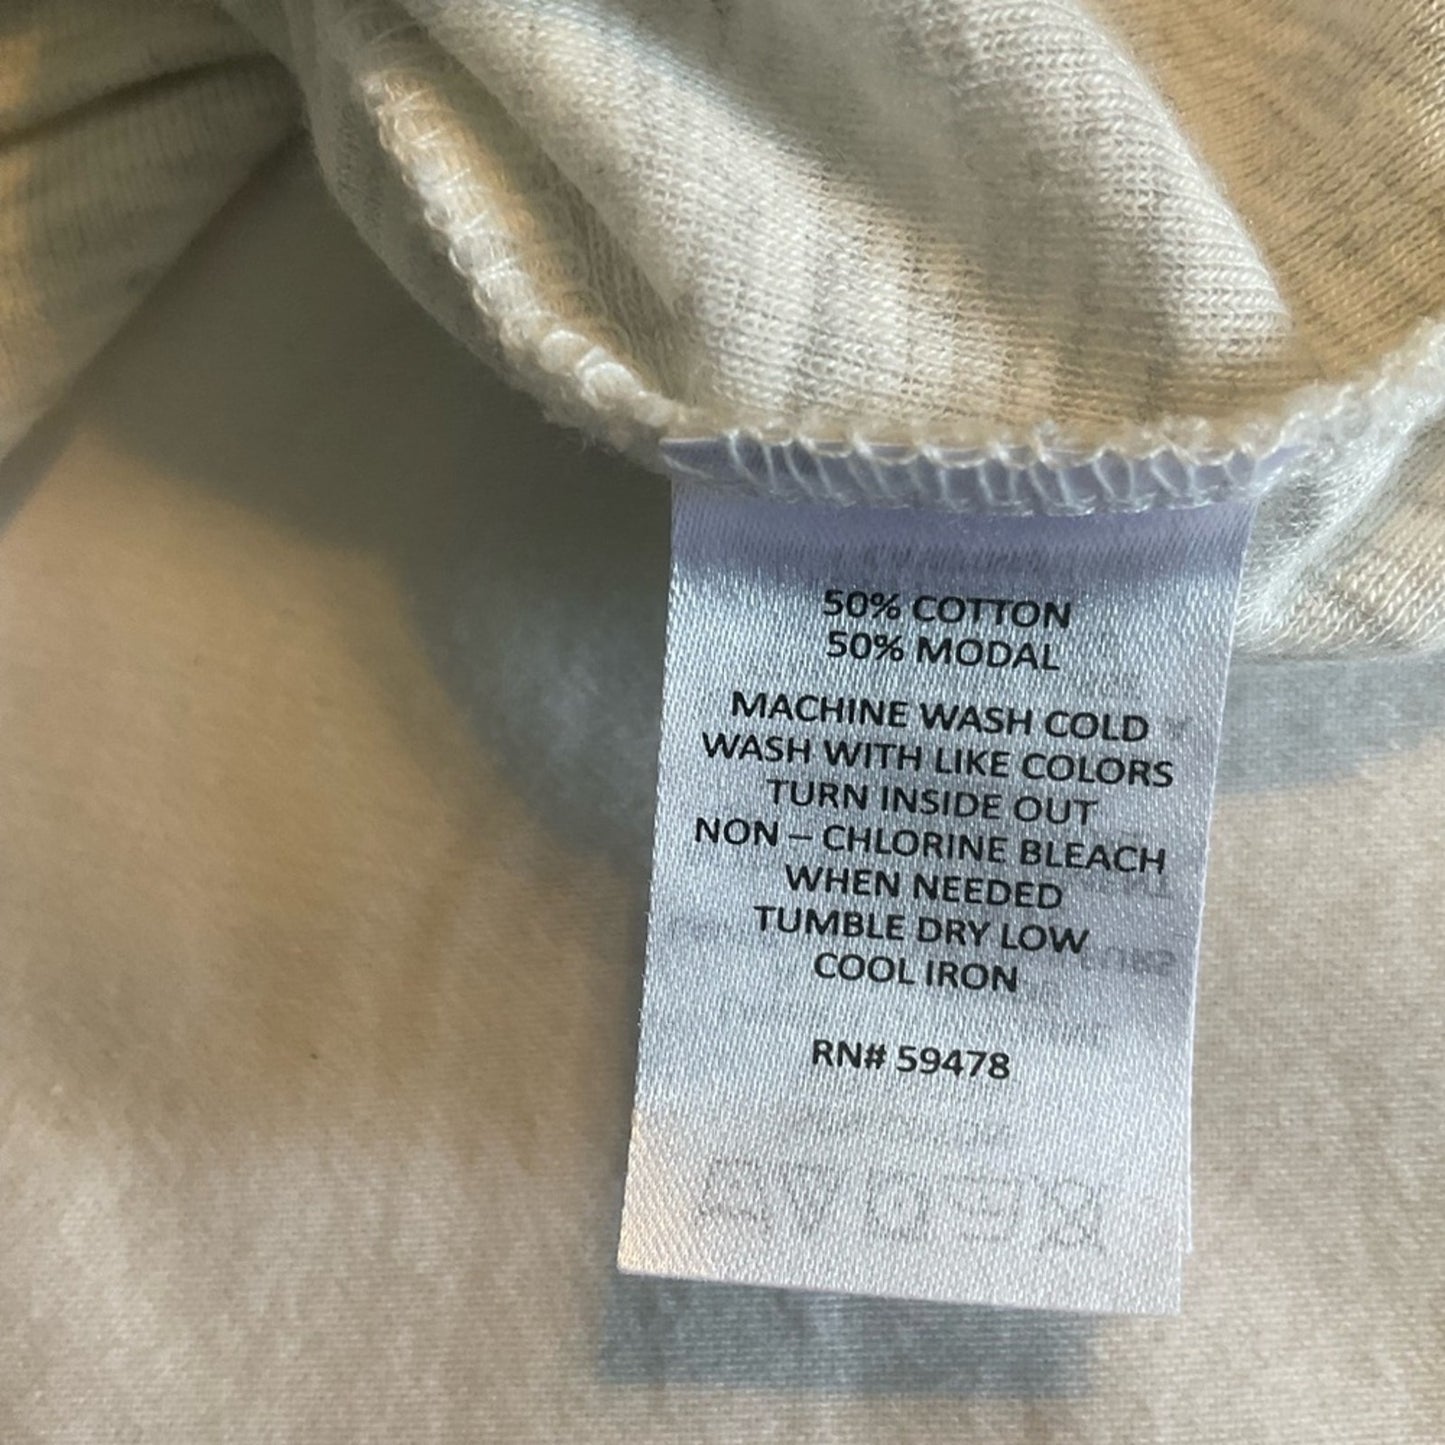 50% COTTON
50% MODAL
MACHINE WASH COLD
WASH WITH LIKE COLORS
TURN INSIDE OUT
NON – CHLORINE BLEACH
WHEN NEEDED
TUMBLE DRY LOW
COOL IRON
RN# 59478